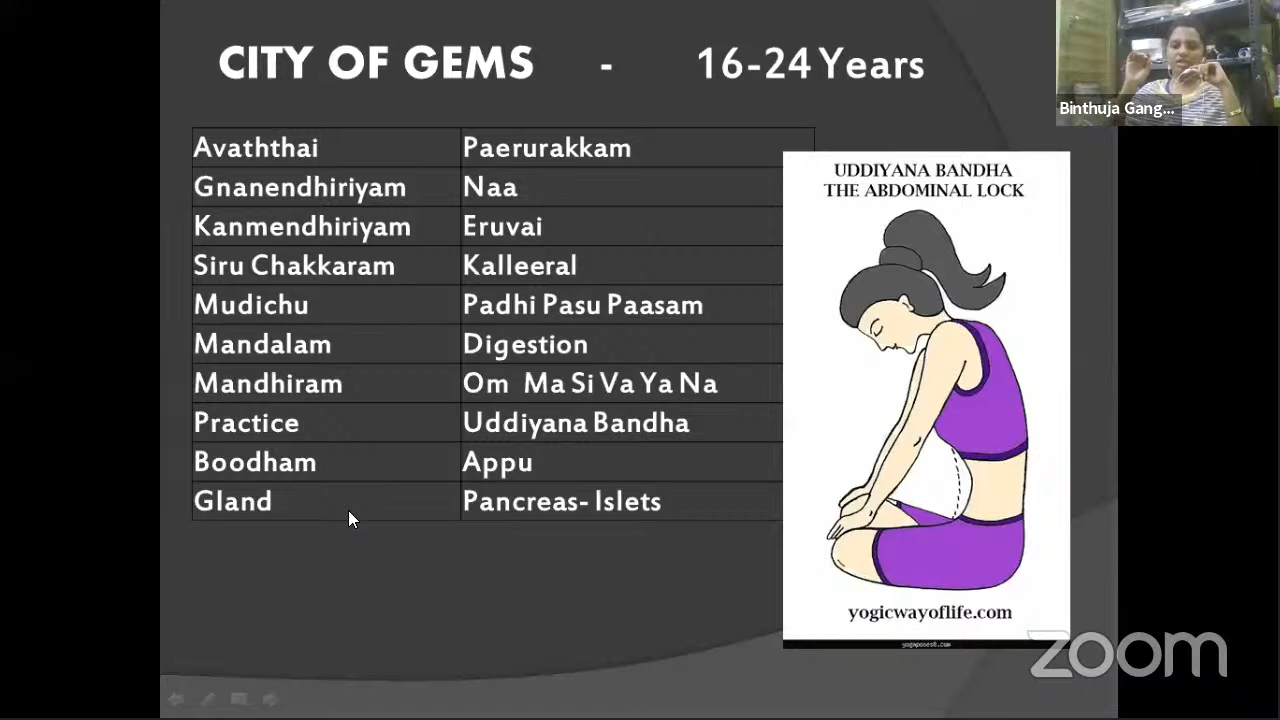 CITY OF GEMS - 16-24 Years
Binthuja Gang...
Avaththai Paerurakkam
Gnanendhiriyam Naa
Kanmendhiriyam Eruvai
Siru Chakkaram Kalleeral
Mudichu Padhi Pasu Paasam
Mandalam Digestion
Mandhiram Om Ma Si Va Ya Na
Practice Uddiyana Bandha
Boodham Appu
Gland Pancreas- Islets
UDDIYANA BANDHA
THE ABDOMINAL LOCK
yogicwayoflife.com
yogaposes8.com
zoom